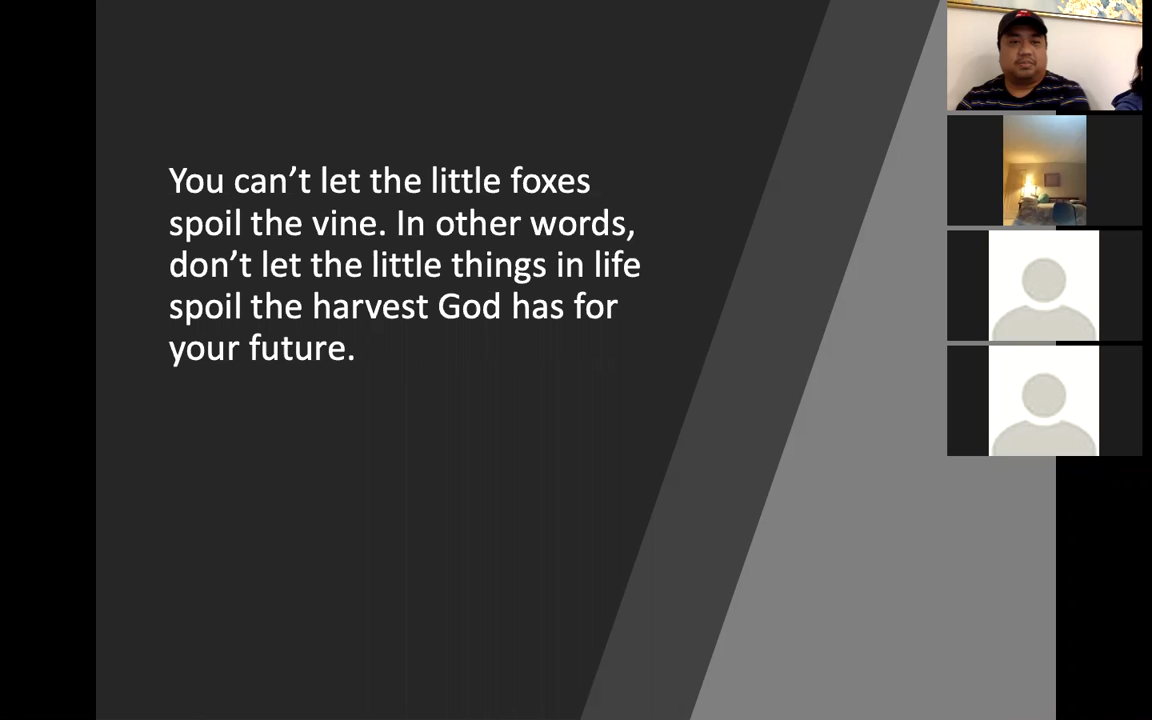 You can’t let the little foxes
spoil the vine. In other words,
don’t let the little things in life
spoil the harvest God has for
your future.